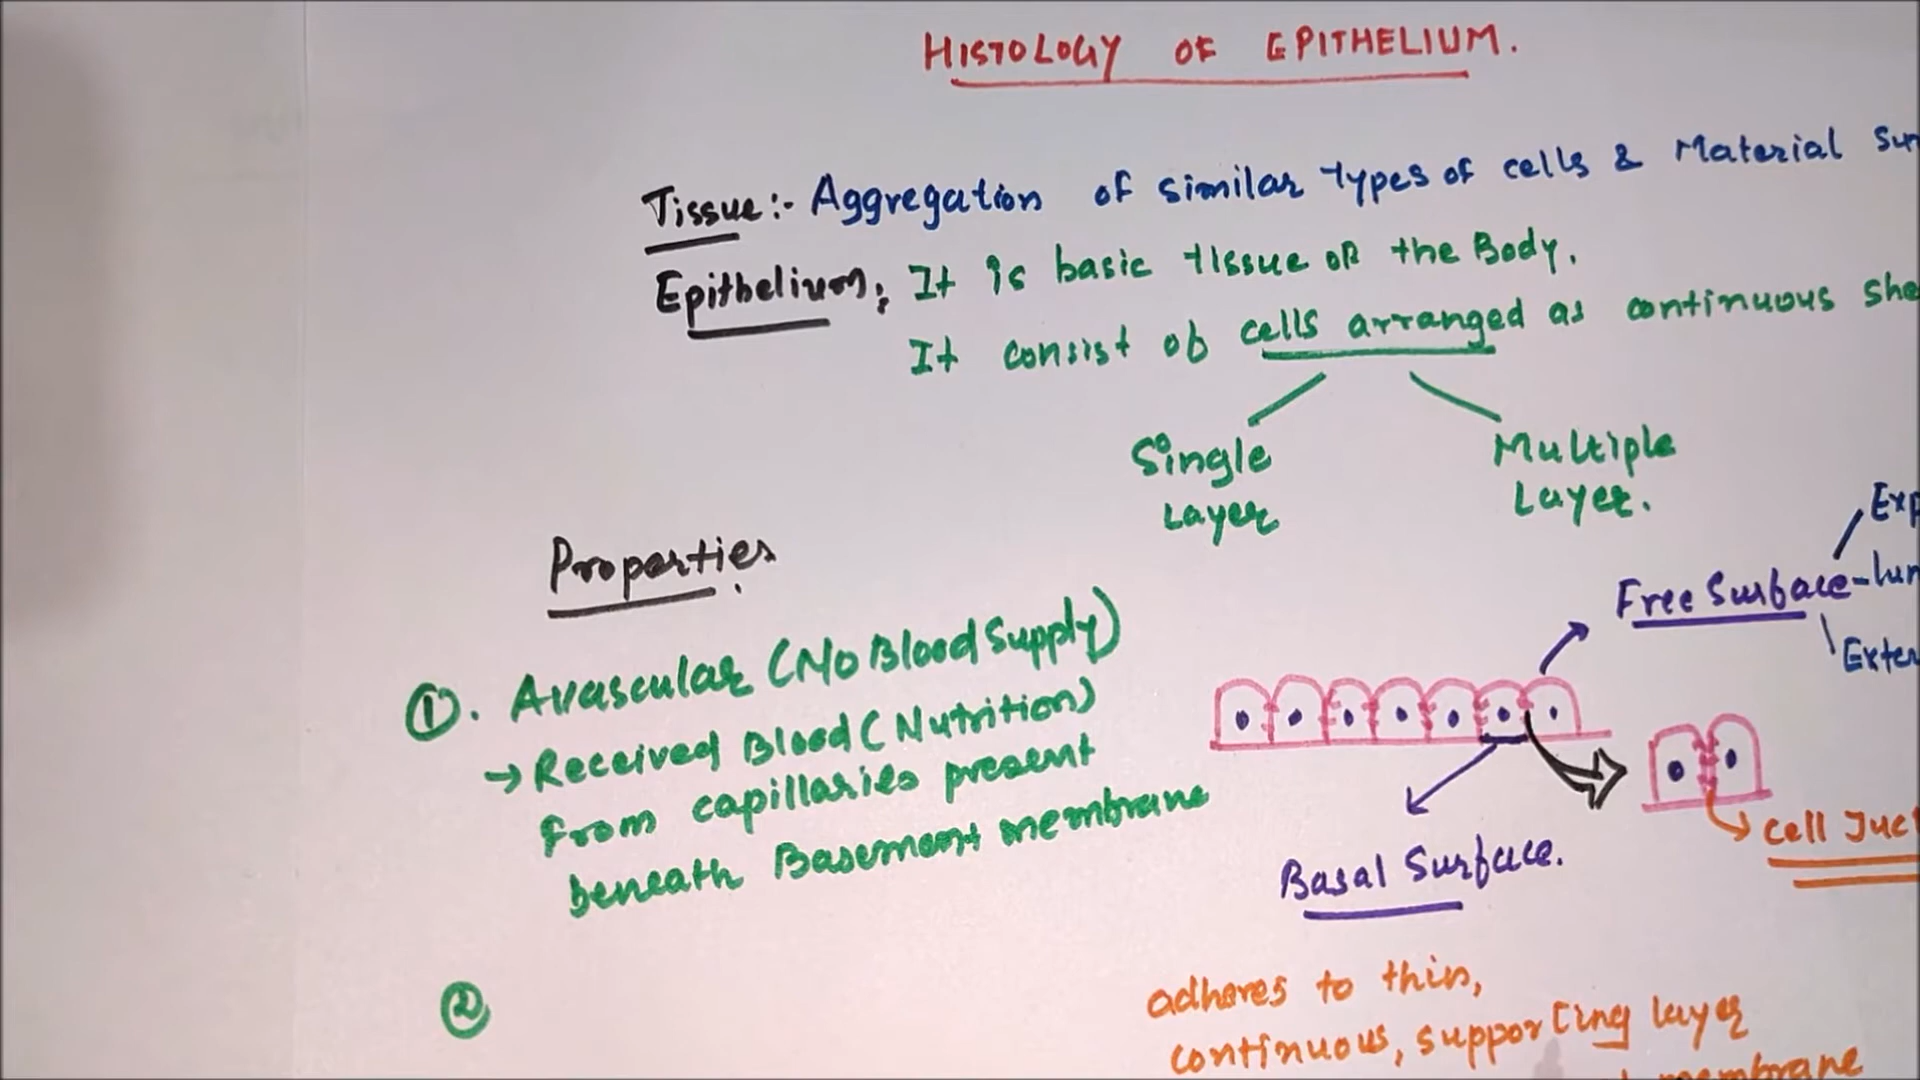 HISTOLOGY OF EPITHELIUM.
Tissue:- Aggregation of similar types of cells & Material
Epithelium: It is basic tissue of the Body.
It consist of cells arranged as continuous
Single Layer
Multiple Layer.
Properties
Free Surface
①. Avascular (No Blood Supply)
→ Received Blood (Nutrition)
from capillaries present
beneath Basement membrane
Cell
Basal Surface.
②
adheres to thin,
continuous, supporting layer
membrane